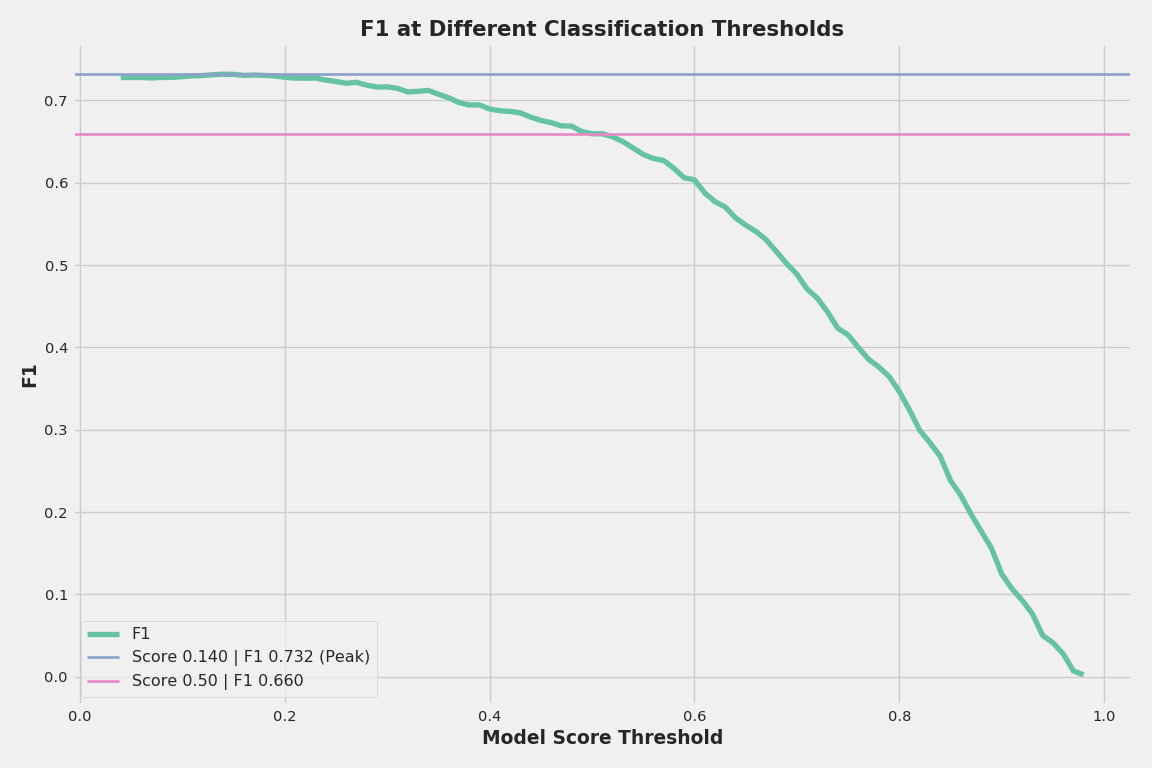 F1 at Different Classification Thresholds
F1
0.7
0.6
0.5
0.4
0.3
0.2
0.1
0.0
F1
Score 0.140 | F1 0.732 (Peak)
Score 0.50 | F1 0.660
0.0 0.2 0.4 0.6 0.8 1.0
Model Score Threshold